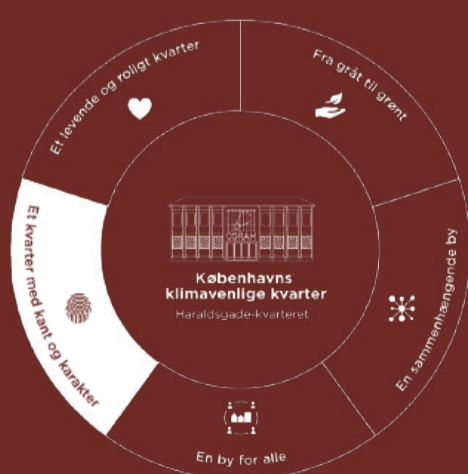 Et levende og roligt kvarter
Fra gråt til grønt
En sammenhængende by
En by for alle
Et kvarter med kant og karakter
OSRAM
Københavns
klimavenlige kvarter
Haraldsgade-kvarteret